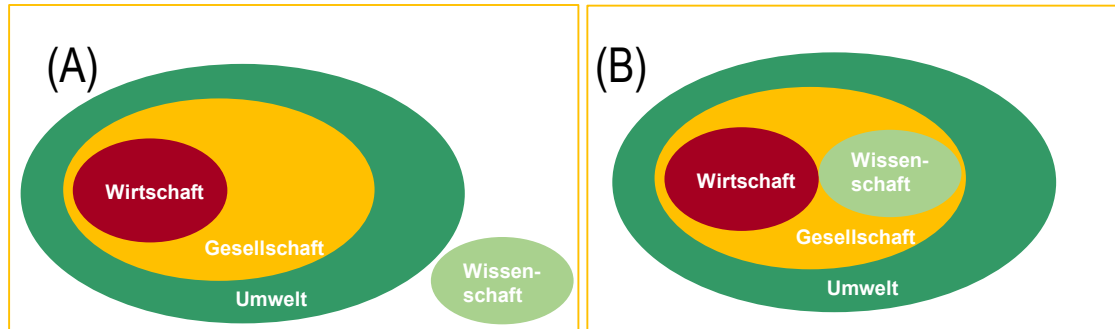 (A)
Wirtschaft
Gesellschaft
Wissen-
schaft
Umwelt
(B)
Wissen-
schaft
Wirtschaft
Gesellschaft
Umwelt